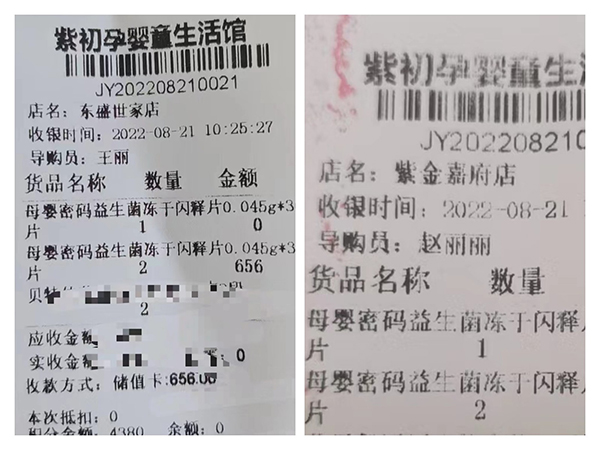 紫初孕婴童生活馆
JY202208210021
店名：东盛世家店
收银时间：2022-08-21 10:25:27
导购员：王丽
货品名称 数量 金额
母婴密码益生菌冻干闪释片0.045g*3
片 1 0
母婴密码益生菌冻干闪释片0.045g*3
片 2 656
2
应收金额
实收金额 0
收款方式：储值卡:656.00
本次抵扣：0
积分金额：4380 余额：0
紫初孕婴童生活
JY2022082100
店名：紫金嘉府店
收银时间：2022-08-21
导购员：赵丽丽
货品名称 数量
母婴密码益生菌冻干闪释
片 1
母婴密码益生菌冻干闪释
片 2